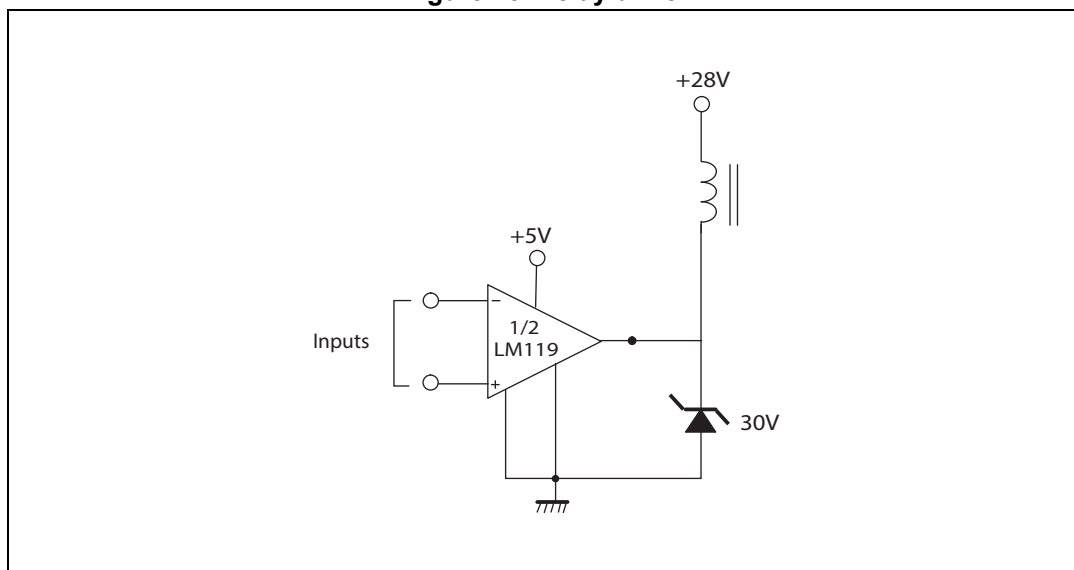 +28V
+5V
Inputs
−
1/2
LM119
+
30V